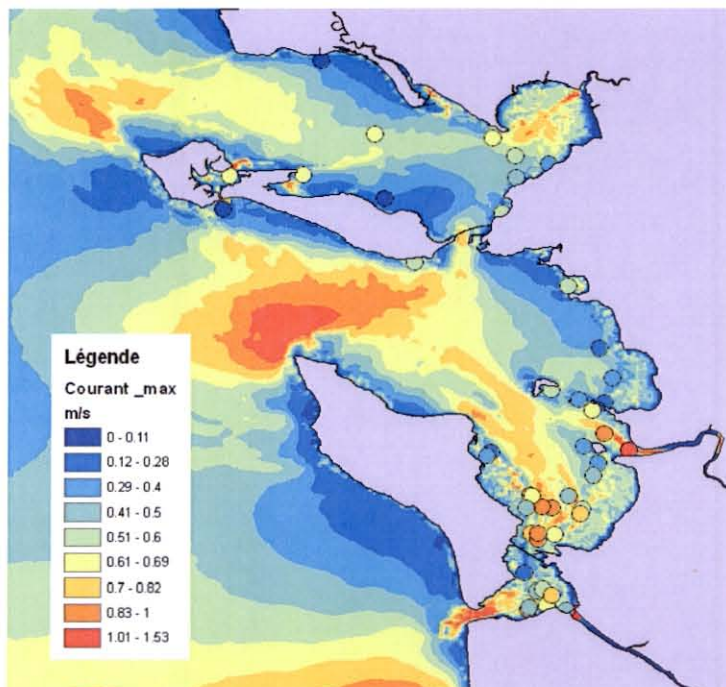 Légende
Courant _max
m/s
0 - 0.11
0.12 - 0.28
0.29 - 0.4
0.41 - 0.5
0.51 - 0.6
0.61 - 0.69
0.7 - 0.82
0.83 - 1
1.01 - 1.53